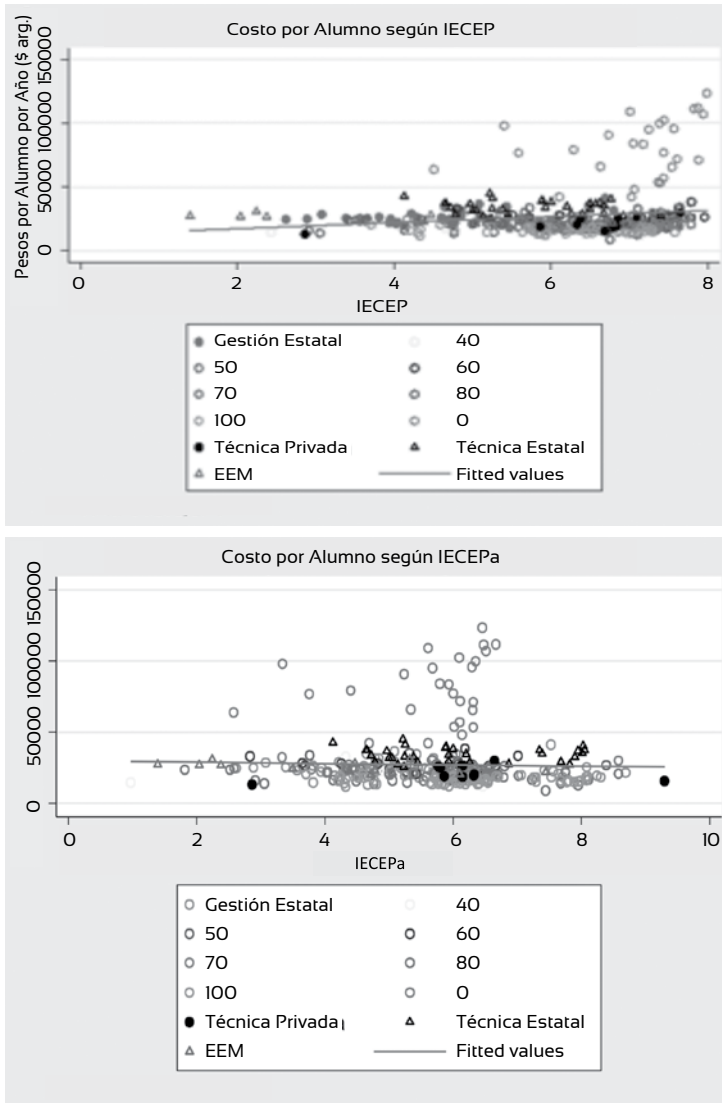 Costo por Alumno según IECEP
Pesos por Alumno por Año ($ arg.)
150000
100000
50000
0
0 2 4 6 8
IECEP
Gestión Estatal 40
50 60
70 80
100 0
Técnica Privada Técnica Estatal
EEM Fitted values
Costo por Alumno según IECEPa
150000
100000
50000
0
0 2 4 6 8 10
IECEPa
Gestión Estatal 40
50 60
70 80
100 0
Técnica Privada Técnica Estatal
EEM Fitted values